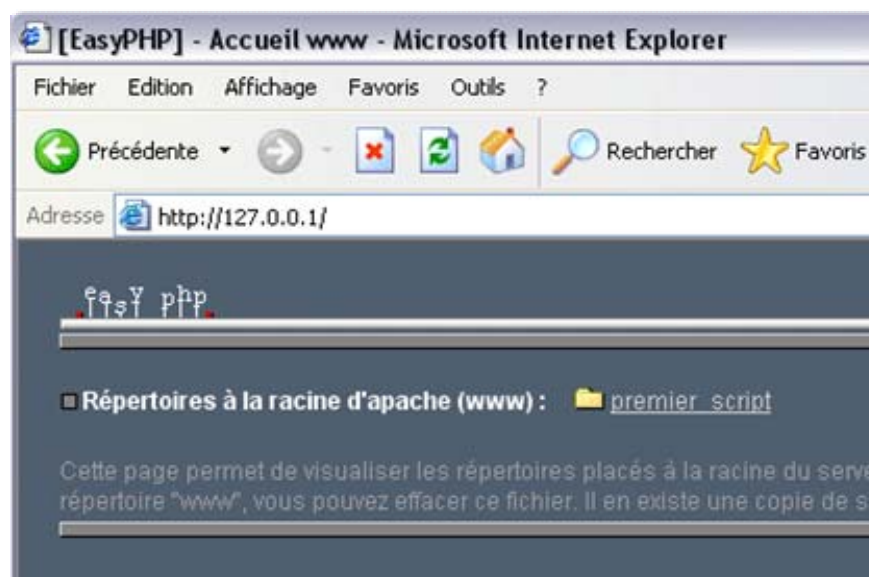 [EasyPHP] - Accueil www - Microsoft Internet Explorer
Fichier Edition Affichage Favoris Outils ?
Précédente Rechercher Favoris
Adresse http://127.0.0.1/
easy php
Répertoires à la racine d'apache (www) : premier_script
Cette page permet de visualiser les répertoires placés à la racine du serve
répertoire "www", vous pouvez effacer ce fichier. Il en existe une copie de s